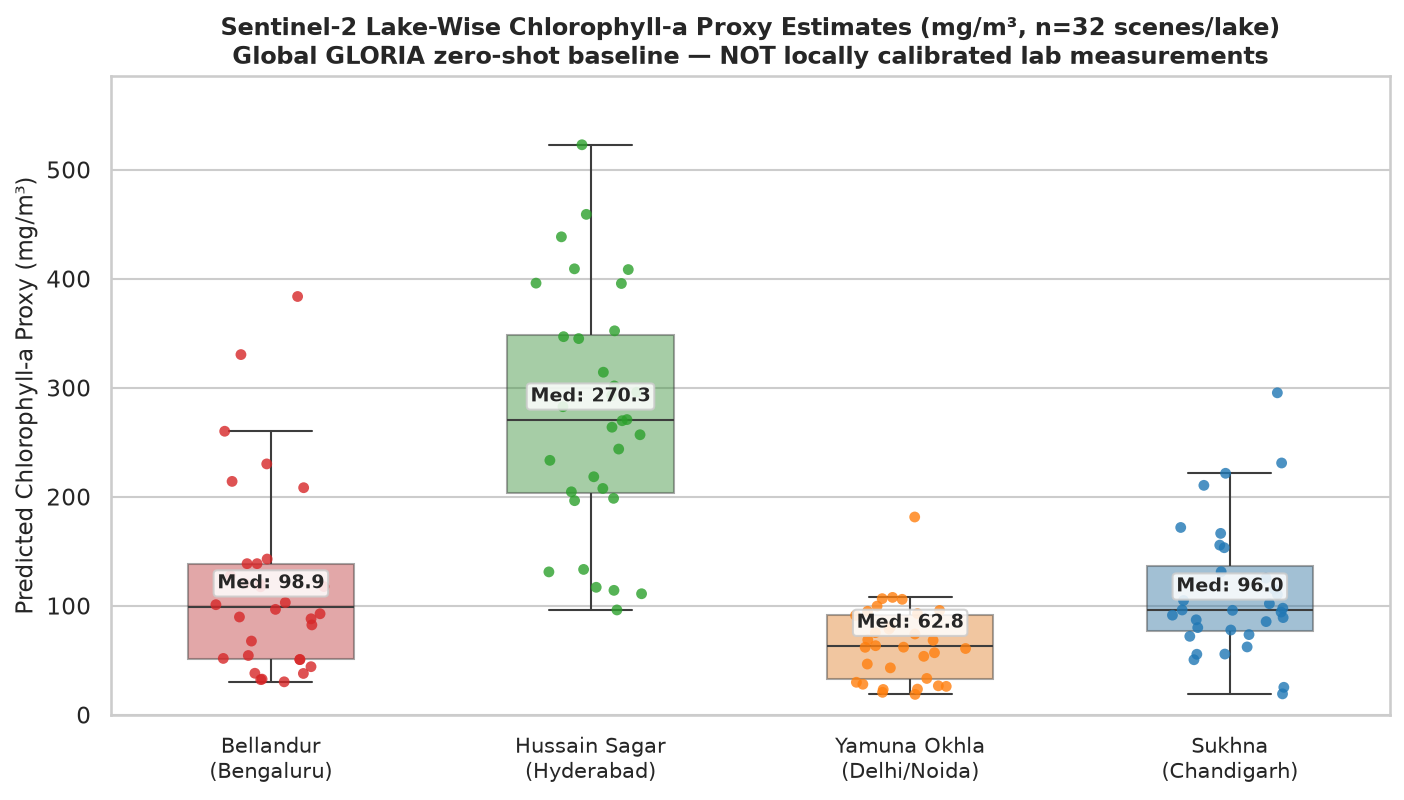 Sentinel-2 Lake-Wise Chlorophyll-a Proxy Estimates (mg/m³, n=32 scenes/lake)
Global GLORIA zero-shot baseline — NOT locally calibrated lab measurements
Predicted Chlorophyll-a Proxy (mg/m³)
500
400
300
200
100
0
Med: 98.9
Med: 270.3
Med: 62.8
Med: 96.0
Bellandur
(Bengaluru)
Hussain Sagar
(Hyderabad)
Yamuna Okhla
(Delhi/Noida)
Sukhna
(Chandigarh)